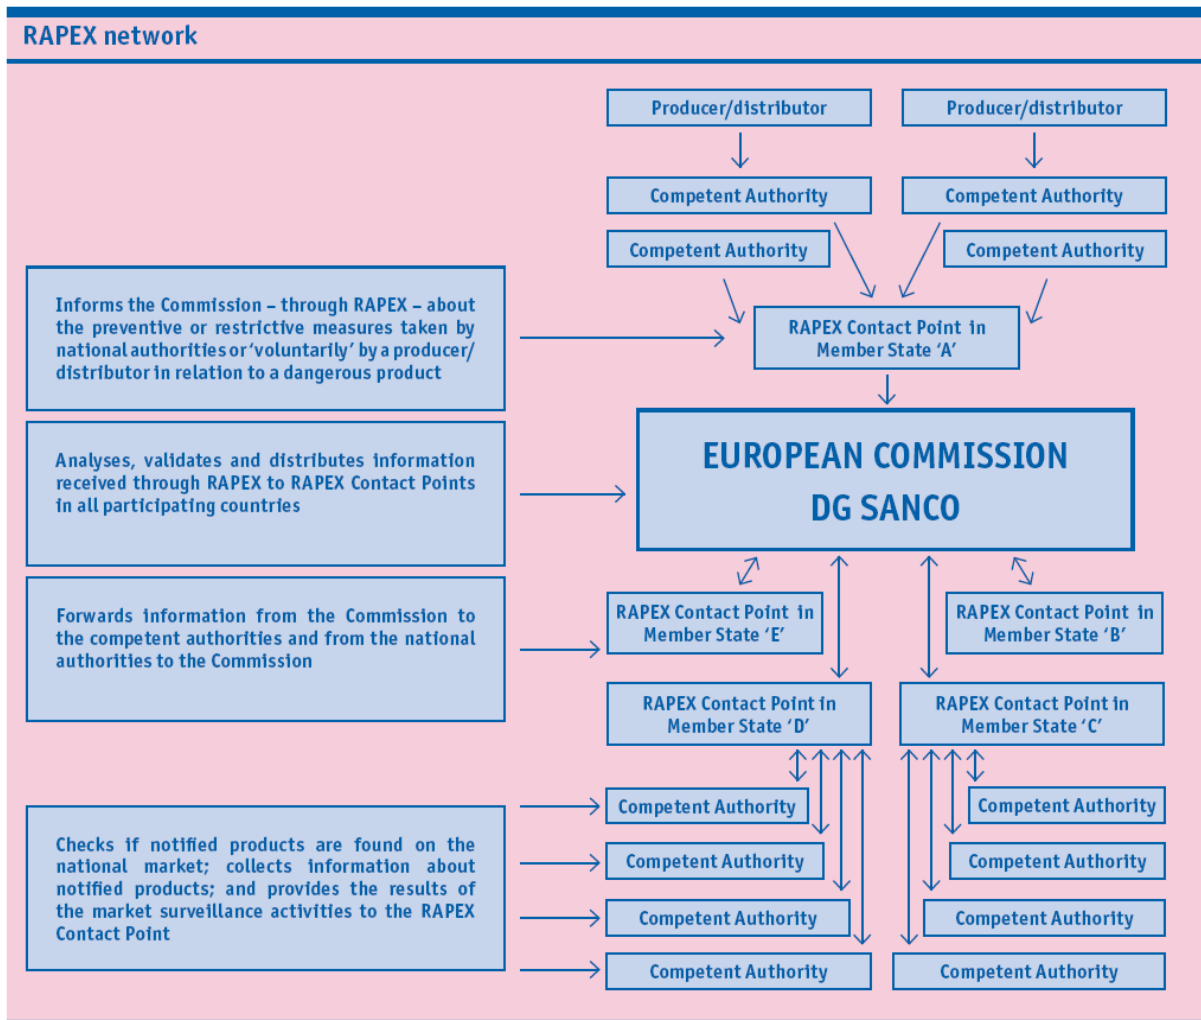 RAPEX network
Producer/distributor
Producer/distributor
Competent Authority
Competent Authority
Competent Authority
Competent Authority
Informs the Commission – through RAPEX – about
the preventive or restrictive measures taken by
national authorities or ‘voluntarily’ by a producer/
distributor in relation to a dangerous product
RAPEX Contact Point in
Member State ‘A’
Analyses, validates and distributes information
received through RAPEX to RAPEX Contact Points
in all participating countries
EUROPEAN COMMISSION
DG SANCO
Forwards information from the Commission to
the competent authorities and from the national
authorities to the Commission
RAPEX Contact Point in
Member State ‘E’
RAPEX Contact Point in
Member State ‘B’
RAPEX Contact Point in
Member State ‘D’
RAPEX Contact Point in
Member State ‘C’
Checks if notified products are found on the
national market; collects information about
notified products; and provides the results of
the market surveillance activities to the RAPEX
Contact Point
Competent Authority
Competent Authority
Competent Authority
Competent Authority
Competent Authority
Competent Authority
Competent Authority
Competent Authority